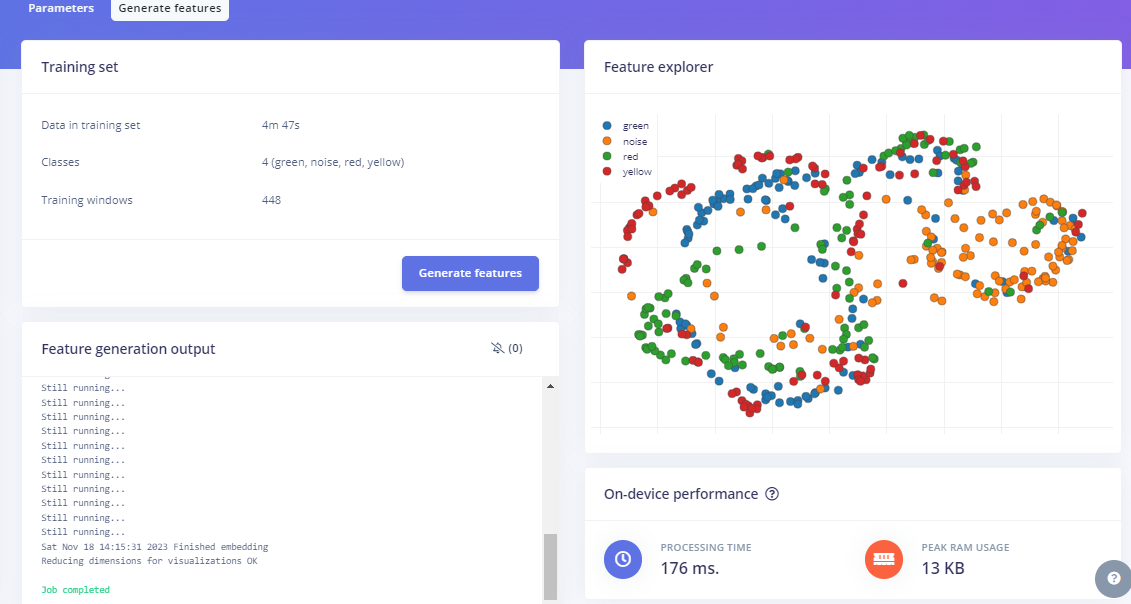 Parameters
Generate features
Training set
Data in training set 4m 47s
Classes 4 (green, noise, red, yellow)
Training windows 448
Generate features
Feature generation output (0)
Still running...
Still running...
Still running...
Still running...
Still running...
Still running...
Still running...
Still running...
Still running...
Still running...
Still running...
Sat Nov 18 14:15:31 2023 Finished embedding
Reducing dimensions for visualizations OK
Job completed
Feature explorer
green
noise
red
yellow
On-device performance ?
PROCESSING TIME
176 ms.
PEAK RAM USAGE
13 KB
?